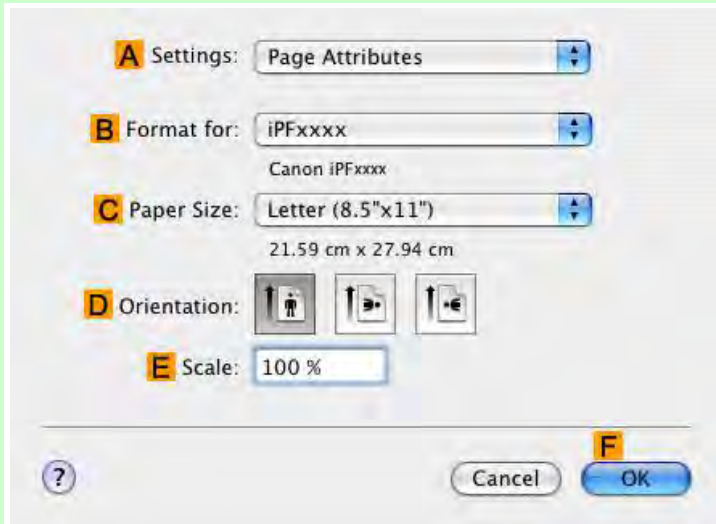 A Settings: Page Attributes
B Format for: iPFxxxx
Canon iPFxxxx
C Paper Size: Letter (8.5"x11")
21.59 cm x 27.94 cm
D Orientation:
E Scale: 100 %
F
? Cancel OK